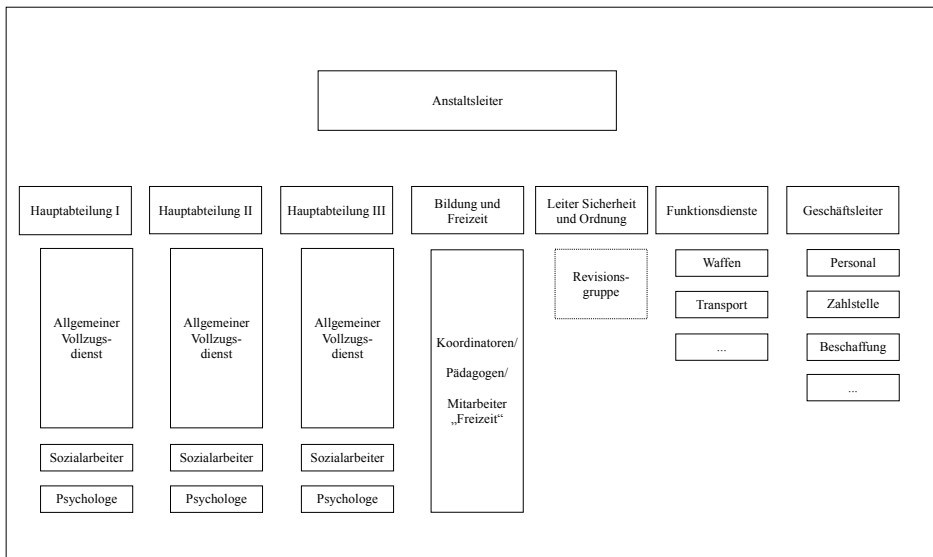 Anstaltsleiter
Hauptabteilung I
Hauptabteilung II
Hauptabteilung III
Bildung und
Freizeit
Leiter Sicherheit
und Ordnung
Funktionsdienste
Geschäftsleiter
Allgemeiner
Vollzugs-
dienst
Sozialarbeiter
Psychologe
Allgemeiner
Vollzugs-
dienst
Sozialarbeiter
Psychologe
Allgemeiner
Vollzugs-
dienst
Sozialarbeiter
Psychologe
Koordinatoren/
Pädagogen/
Mitarbeiter
„Freizeit“
Revisions-
gruppe
Waffen
Transport
...
Personal
Zahlstelle
Beschaffung
...